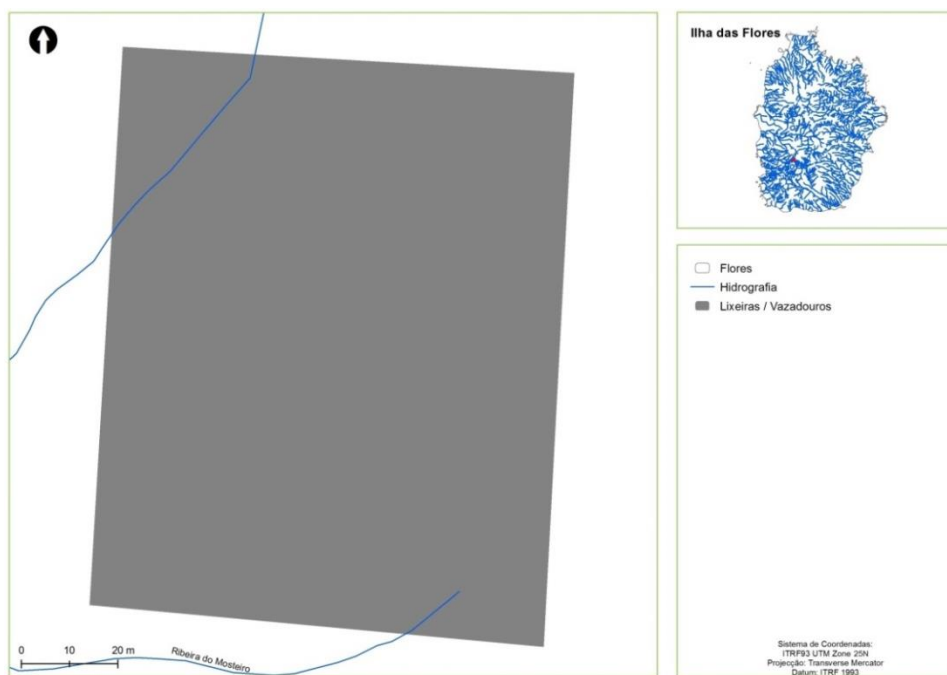 Ilha das Flores
Flores
Hidrografia
Lixeiras / Vazadouros
0 10 20 m
Ribeira do Mosteiro
Sistema de Coordenadas:
ITRF93 UTM Zone 25N
Projecção: Transverse Mercator
Datum: ITRF 1993